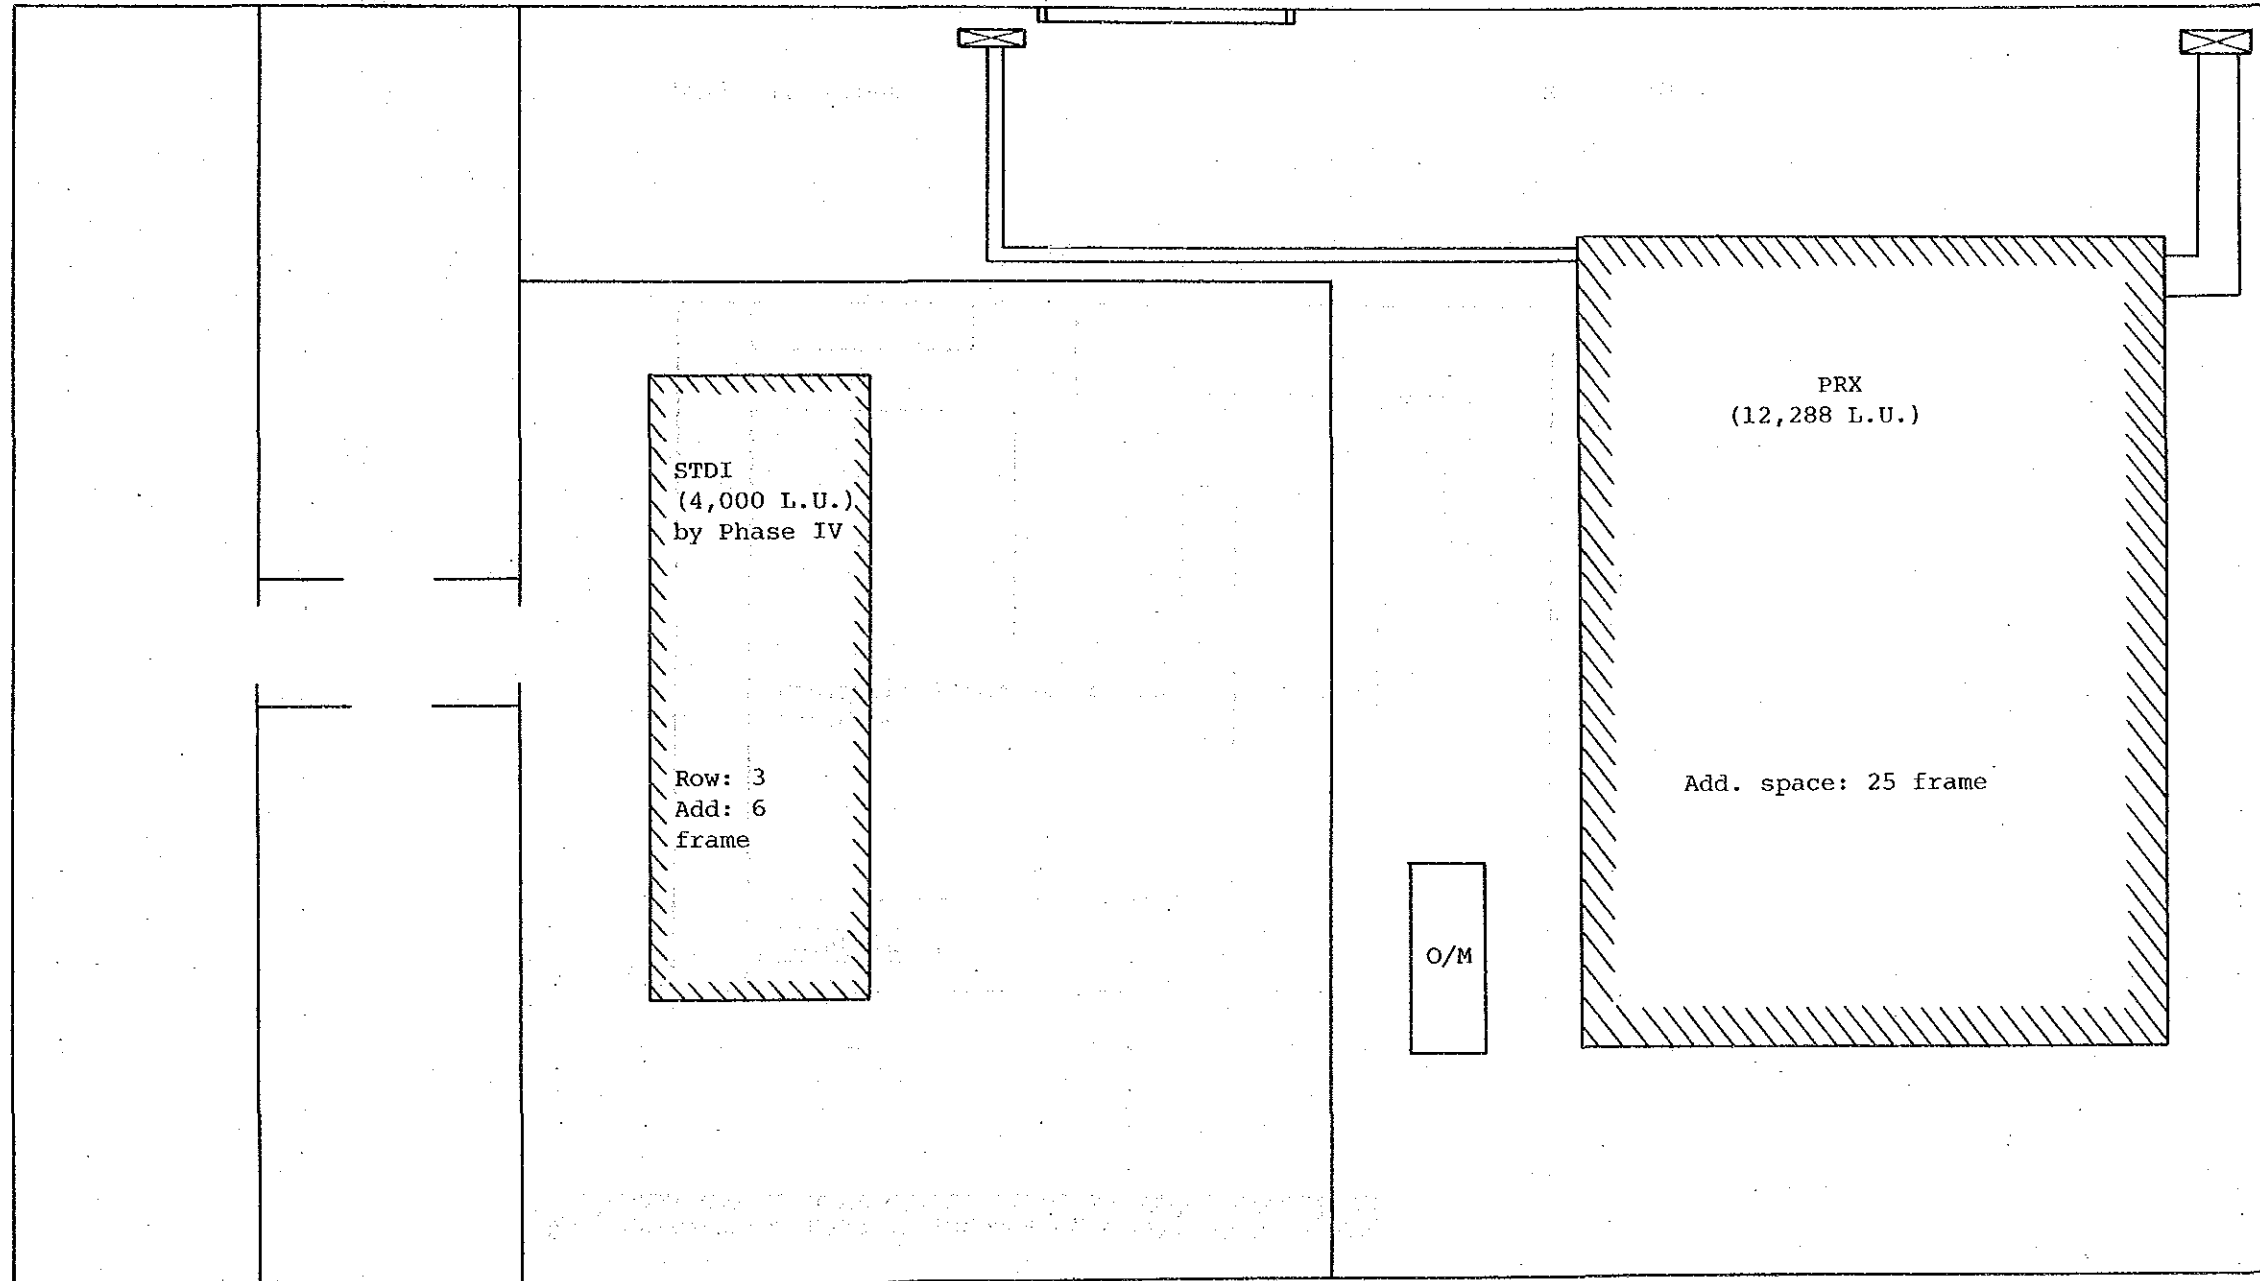 PRX
(12,288 L.U.)
STDI
(4,000 L.U.)
by Phase IV
Row: 3
Add: 6
frame
Add. space: 25 frame
O/M